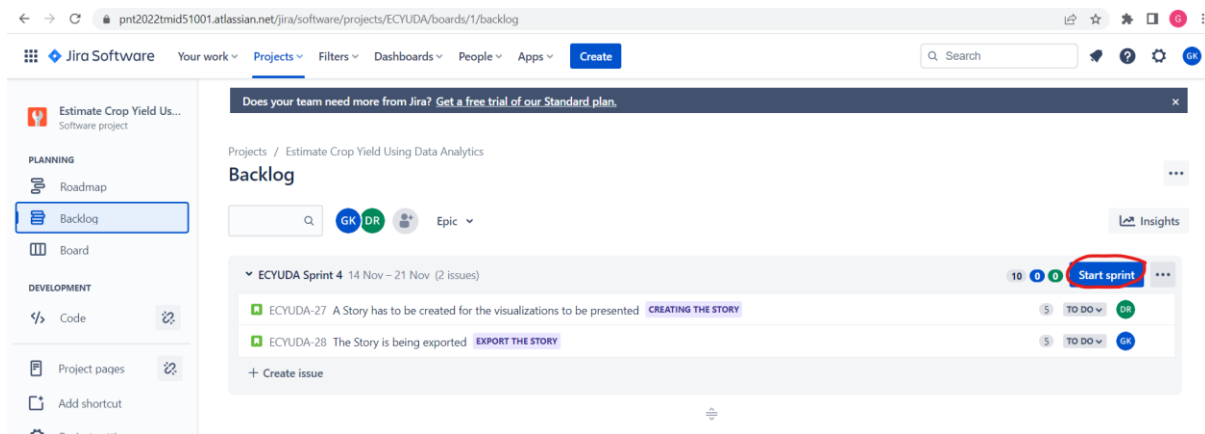 pnt2022tmid51001.atlassian.net/jira/software/projects/ECYUDA/boards/1/backlog G
Jira Software Your work Projects Filters Dashboards People Apps Create Search GK
Does your team need more from Jira? Get a free trial of our Standard plan.
Estimate Crop Yield Us...
Software project
PLANNING
Roadmap
Backlog
Board
DEVELOPMENT
Code
Project pages
Add shortcut
Projects / Estimate Crop Yield Using Data Analytics
Backlog
GK DR Epic Insights
ECYUDA Sprint 4 14 Nov – 21 Nov (2 issues) 10 0 0 Start sprint
ECYUDA-27 A Story has to be created for the visualizations to be presented CREATING THE STORY 5 TO DO DR
ECYUDA-28 The Story is being exported EXPORT THE STORY 5 TO DO GK
+ Create issue